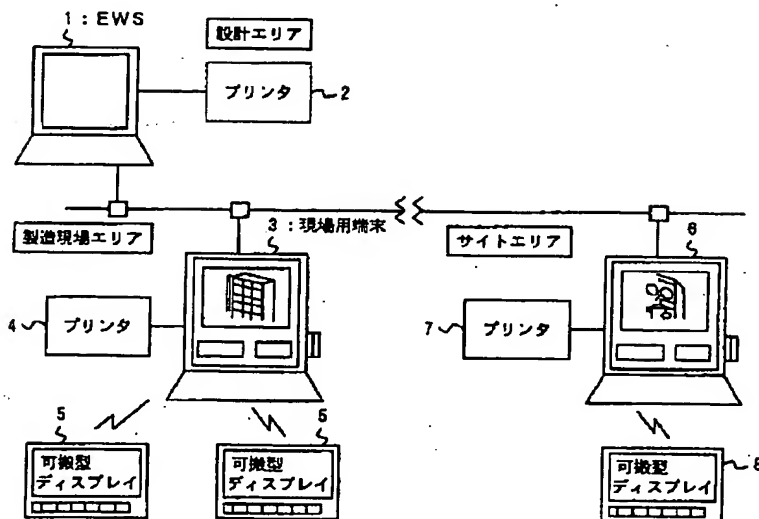 1：EWS
設計エリア
プリンタ
2
製造現場エリア
3：現場用端末
サイトエリア
6
4
プリンタ
7
プリンタ
5
可搬型
ディスプレイ
5
可搬型
ディスプレイ
可搬型
ディスプレイ
8